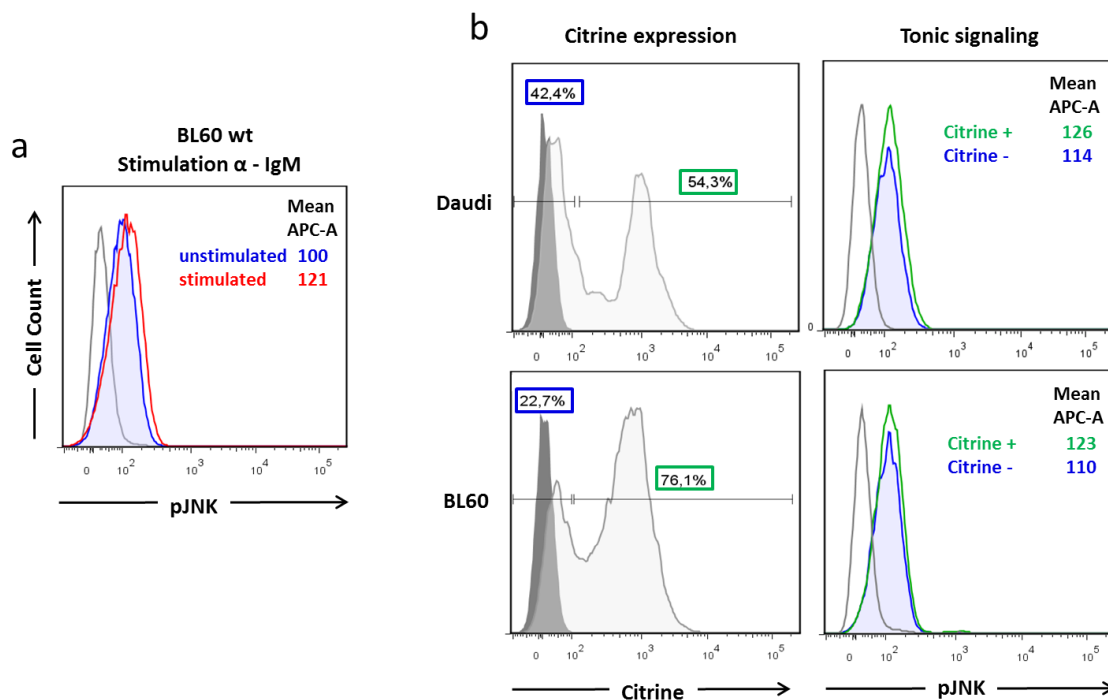 a
BL60 wt
Stimulation α - IgM
Mean
APC-A
unstimulated 100
stimulated 121
Cell Count
0 10² 10³ 10⁴ 10⁵
pJNK
b
Citrine expression
Tonic signaling
Daudi
42,4%
54,3%
0 10² 10³ 10⁴ 10⁵
Mean
APC-A
Citrine + 126
Citrine - 114
0
0 10² 10³ 10⁴ 10⁵
BL60
22,7%
76,1%
0 10² 10³ 10⁴ 10⁵
Citrine
Mean
APC-A
Citrine + 123
Citrine - 110
0 10² 10³ 10⁴ 10⁵
pJNK